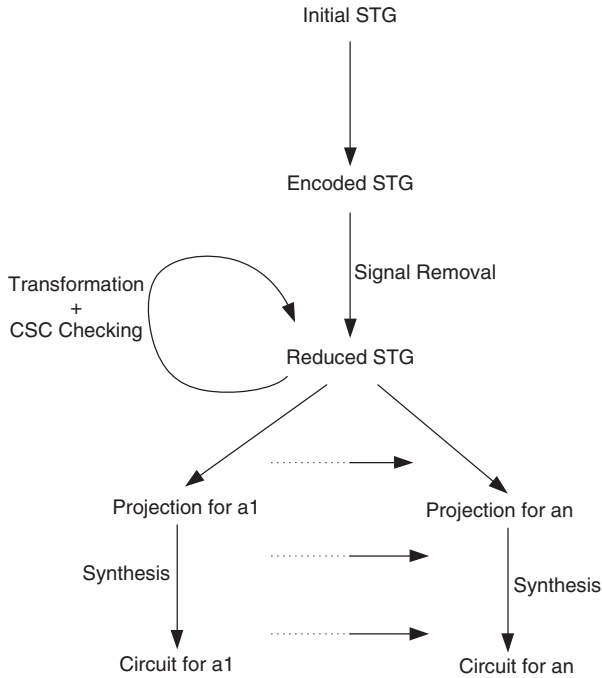 Initial STG
Encoded STG
Signal Removal
Transformation
+
CSC Checking
Reduced STG
Projection for a1
Projection for an
Synthesis
Synthesis
Circuit for a1
Circuit for an